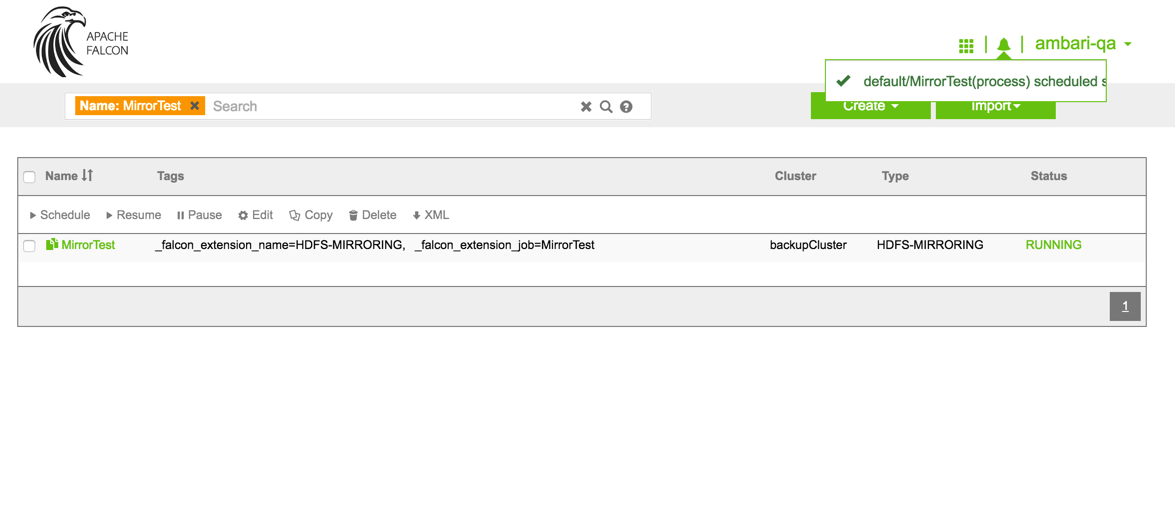 APACHE
FALCON
ambari-qa
default/MirrorTest(process) scheduled s
Name: MirrorTest Search
Create
Import
Name Tags Cluster Type Status
Schedule Resume Pause Edit Copy Delete XML
MirrorTest _falcon_extension_name=HDFS-MIRRORING, _falcon_extension_job=MirrorTest backupCluster HDFS-MIRRORING RUNNING
1